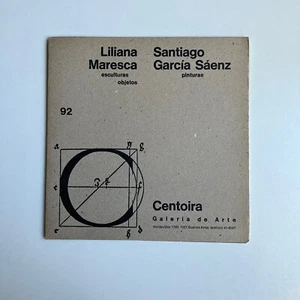 Liliana
Maresca
esculturas
objetos
Santiago
García Sáenz
pinturas
92
Centoira
Galería de Arte